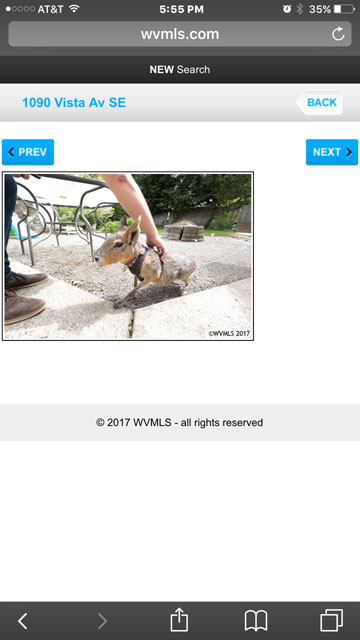 AT&T 5:55 PM 35%
wvmls.com
NEW Search
1090 Vista Av SE BACK
PREV NEXT
©WVMLS 2017
© 2017 WVMLS - all rights reserved